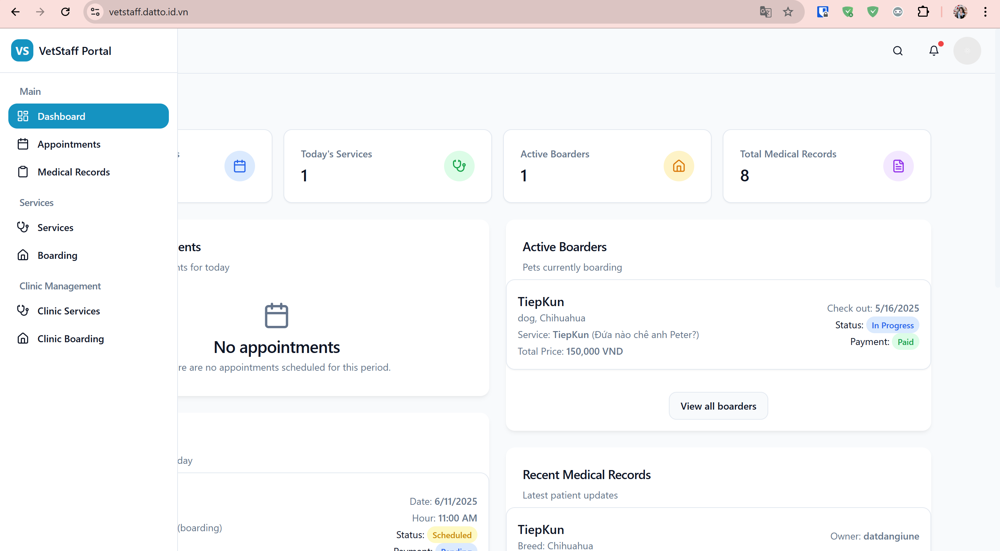 vetstaff.datto.id.vn
VS VetStaff Portal
Main
Dashboard
Appointments
Medical Records
Services
Services
Boarding
Clinic Management
Clinic Services
Clinic Boarding
s
Today's Services
1
Active Boarders
1
Total Medical Records
8
ents
nts for today
No appointments
re are no appointments scheduled for this period.
day
Date: 6/11/2025
Hour: 11:00 AM
(boarding)
Status: Scheduled
Payment: Pending
Active Boarders
Pets currently boarding
TiepKun
dog, Chihuahua
Service: TiepKun (Đứa nào chê anh Peter?)
Total Price: 150,000 VND
Check out: 5/16/2025
Status: In Progress
Payment: Paid
View all boarders
Recent Medical Records
Latest patient updates
TiepKun
Breed: Chihuahua
Owner: datdangiune